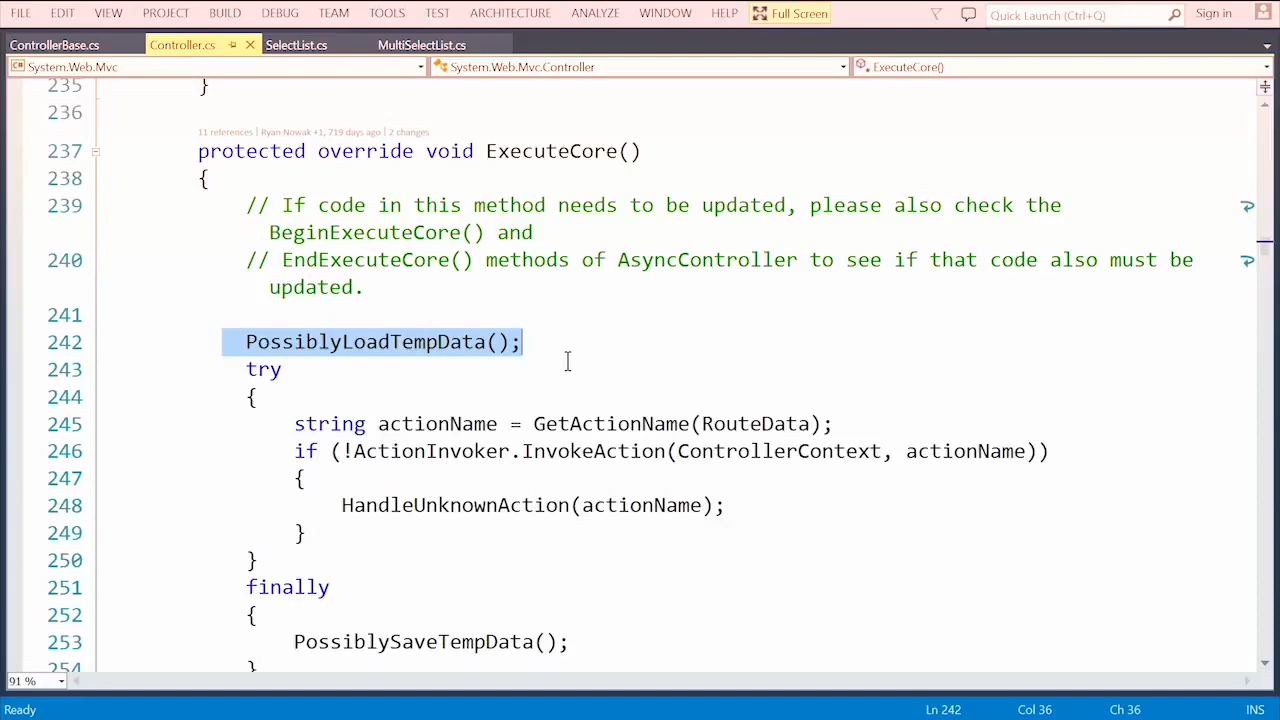 FILE EDIT VIEW PROJECT BUILD DEBUG TEAM TOOLS TEST ARCHITECTURE ANALYZE WINDOW HELP Full Screen Quick Launch (Ctrl+Q) Sign in
ControllerBase.cs Controller.cs SelectList.cs MultiSelectList.cs
System.Web.Mvc System.Web.Mvc.Controller ExecuteCore()
235 }
236
11 references | Ryan Nowak +1, 719 days ago | 2 changes
237 protected override void ExecuteCore()
238 {
239 // If code in this method needs to be updated, please also check the
BeginExecuteCore() and
240 // EndExecuteCore() methods of AsyncController to see if that code also must be
updated.
241
242 PossiblyLoadTempData();
243 try
244 {
245 string actionName = GetActionName(RouteData);
246 if (!ActionInvoker.InvokeAction(ControllerContext, actionName))
247 {
248 HandleUnknownAction(actionName);
249 }
250 }
251 finally
252 {
253 PossiblySaveTempData();
254 }
91 %
Ready Ln 242 Col 36 Ch 36 INS